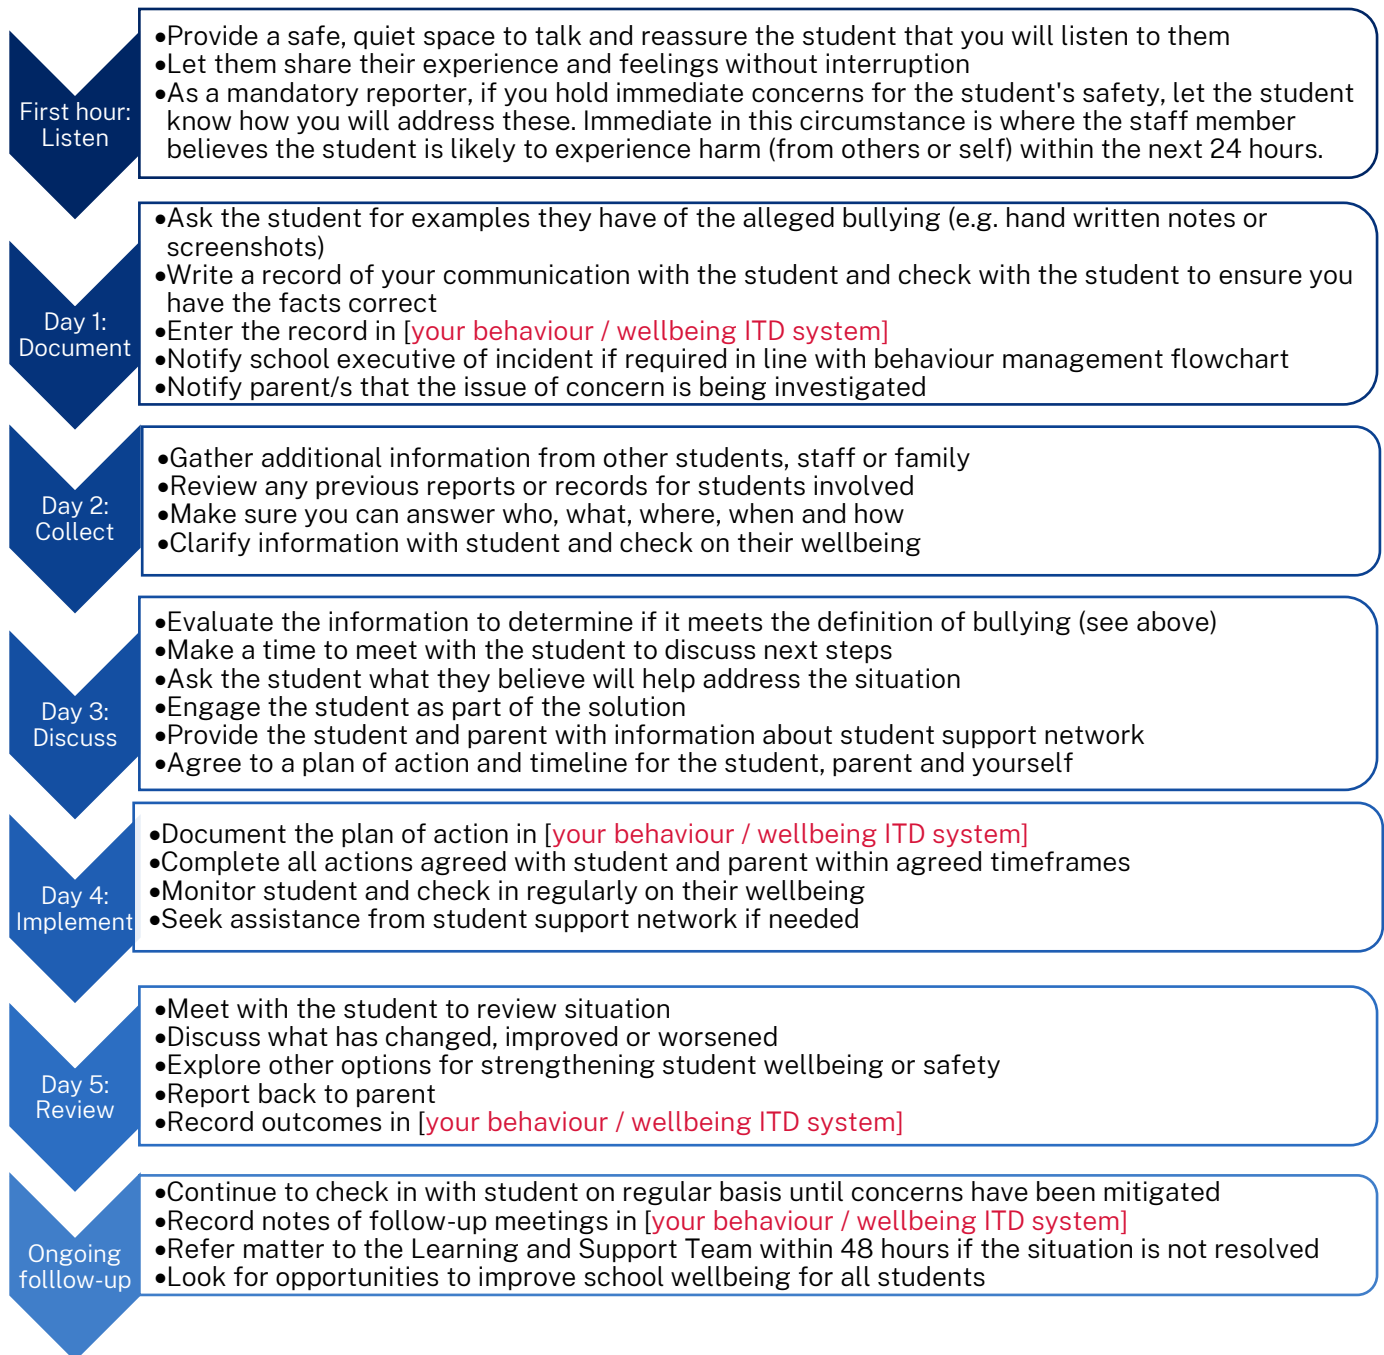 First hour:
Listen
•Provide a safe, quiet space to talk and reassure the student that you will listen to them
•Let them share their experience and feelings without interruption
•As a mandatory reporter, if you hold immediate concerns for the student's safety, let the student
know how you will address these. Immediate in this circumstance is where the staff member
believes the student is likely to experience harm (from others or self) within the next 24 hours.
Day 1:
Document
•Ask the student for examples they have of the alleged bullying (e.g. hand written notes or
screenshots)
•Write a record of your communication with the student and check with the student to ensure you
have the facts correct
•Enter the record in [your behaviour / wellbeing ITD system]
•Notify school executive of incident if required in line with behaviour management flowchart
•Notify parent/s that the issue of concern is being investigated
Day 2:
Collect
•Gather additional information from other students, staff or family
•Review any previous reports or records for students involved
•Make sure you can answer who, what, where, when and how
•Clarify information with student and check on their wellbeing
Day 3:
Discuss
•Evaluate the information to determine if it meets the definition of bullying (see above)
•Make a time to meet with the student to discuss next steps
•Ask the student what they believe will help address the situation
•Engage the student as part of the solution
•Provide the student and parent with information about student support network
•Agree to a plan of action and timeline for the student, parent and yourself
Day 4:
Implement
•Document the plan of action in [your behaviour / wellbeing ITD system]
•Complete all actions agreed with student and parent within agreed timeframes
•Monitor student and check in regularly on their wellbeing
•Seek assistance from student support network if needed
Day 5:
Review
•Meet with the student to review situation
•Discuss what has changed, improved or worsened
•Explore other options for strengthening student wellbeing or safety
•Report back to parent
•Record outcomes in [your behaviour / wellbeing ITD system]
Ongoing
folllow-up
•Continue to check in with student on regular basis until concerns have been mitigated
•Record notes of follow-up meetings in [your behaviour / wellbeing ITD system]
•Refer matter to the Learning and Support Team within 48 hours if the situation is not resolved
•Look for opportunities to improve school wellbeing for all students